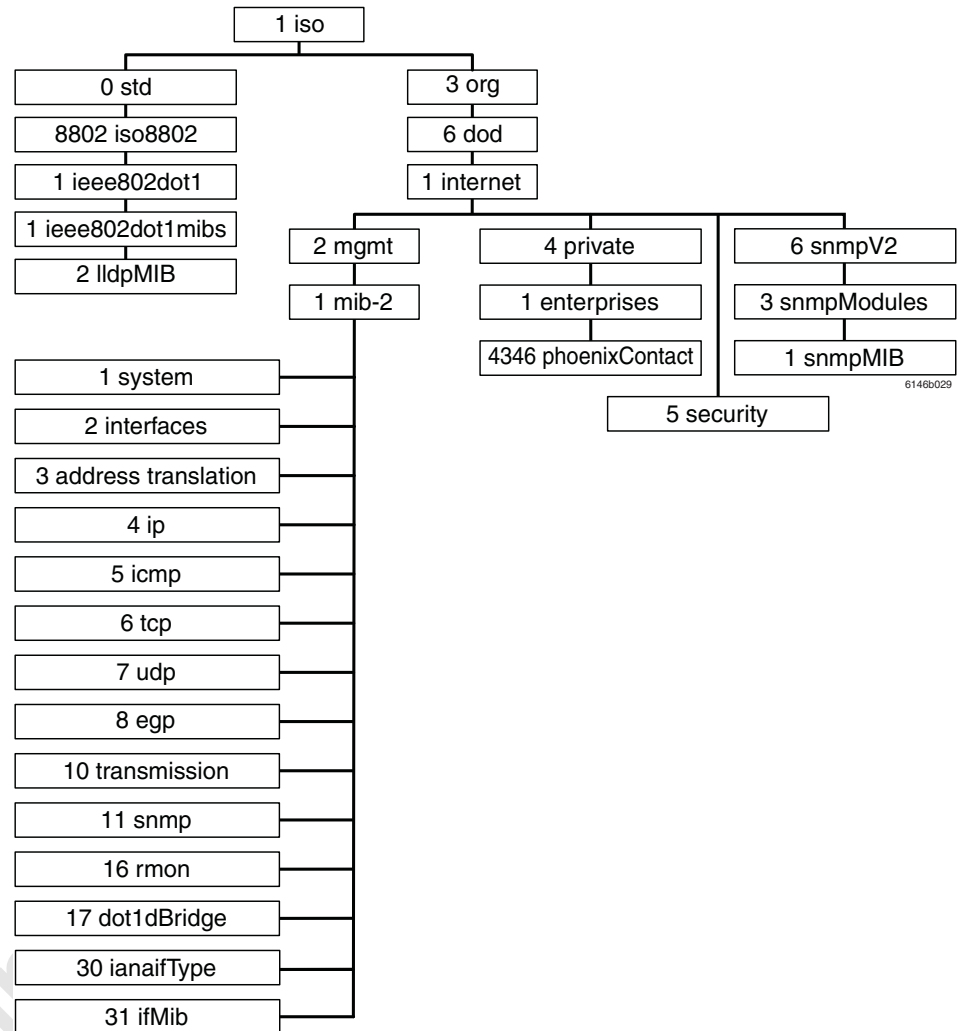 1 iso
0 std
3 org
8802 iso8802
6 dod
1 ieee802dot1
1 internet
1 ieee802dot1mibs
2 mgmt
4 private
6 snmpV2
2 lldpMIB
1 mib-2
1 enterprises
3 snmpModules
4346 phoenixContact
1 snmpMIB
6146b029
1 system
5 security
2 interfaces
3 address translation
4 ip
5 icmp
6 tcp
7 udp
8 egp
10 transmission
11 snmp
16 rmon
17 dot1dBridge
30 ianaifType
31 ifMib